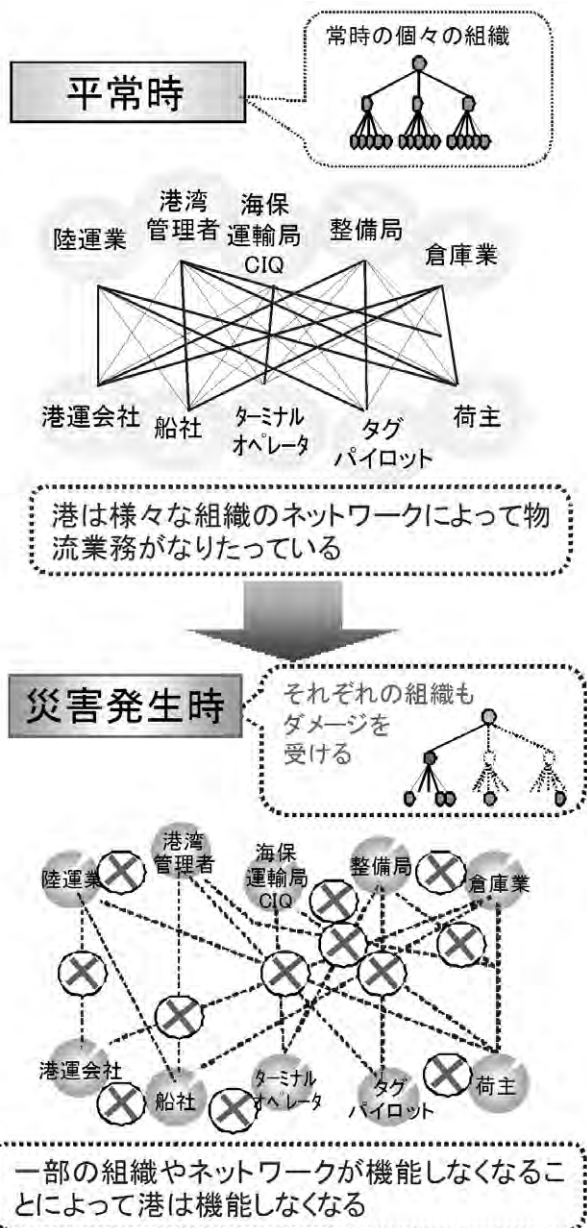 常時の個々の組織
平常時
港湾
管理者
海保
運輸局
CIQ
整備局
陸運業
倉庫業
港運会社
船社
ターミナル
オペレータ
タグ
パイロット
荷主
港は様々な組織のネットワークによって物
流業務がなりたっている
災害発生時
それぞれの組織も
ダメージを
受ける
港湾
管理者
海保
運輸局
CIQ
整備局
陸運業
倉庫業
港運会社
船社
ターミナル
オペレータ
タグ
パイロット
荷主
一部の組織やネットワークが機能しなくなるこ
とによって港は機能しなくなる